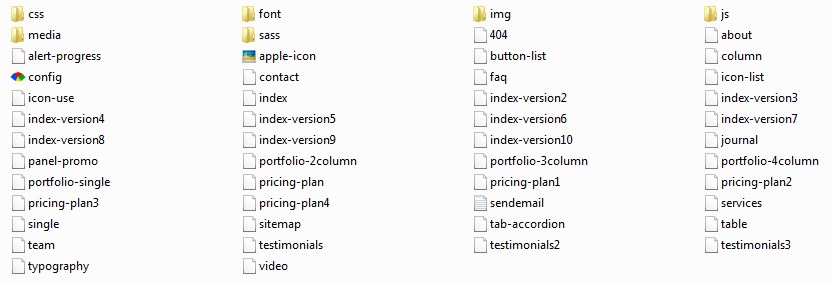 css font img js
media sass 404 about
alert-progress apple-icon button-list column
config contact faq icon-list
icon-use index index-version2 index-version3
index-version4 index-version5 index-version6 index-version7
index-version8 index-version9 index-version10 journal
panel-promo portfolio-2column portfolio-3column portfolio-4column
portfolio-single pricing-plan pricing-plan1 pricing-plan2
pricing-plan3 pricing-plan4 sendemail services
single sitemap tab-accordion table
team testimonials testimonials2 testimonials3
typography video